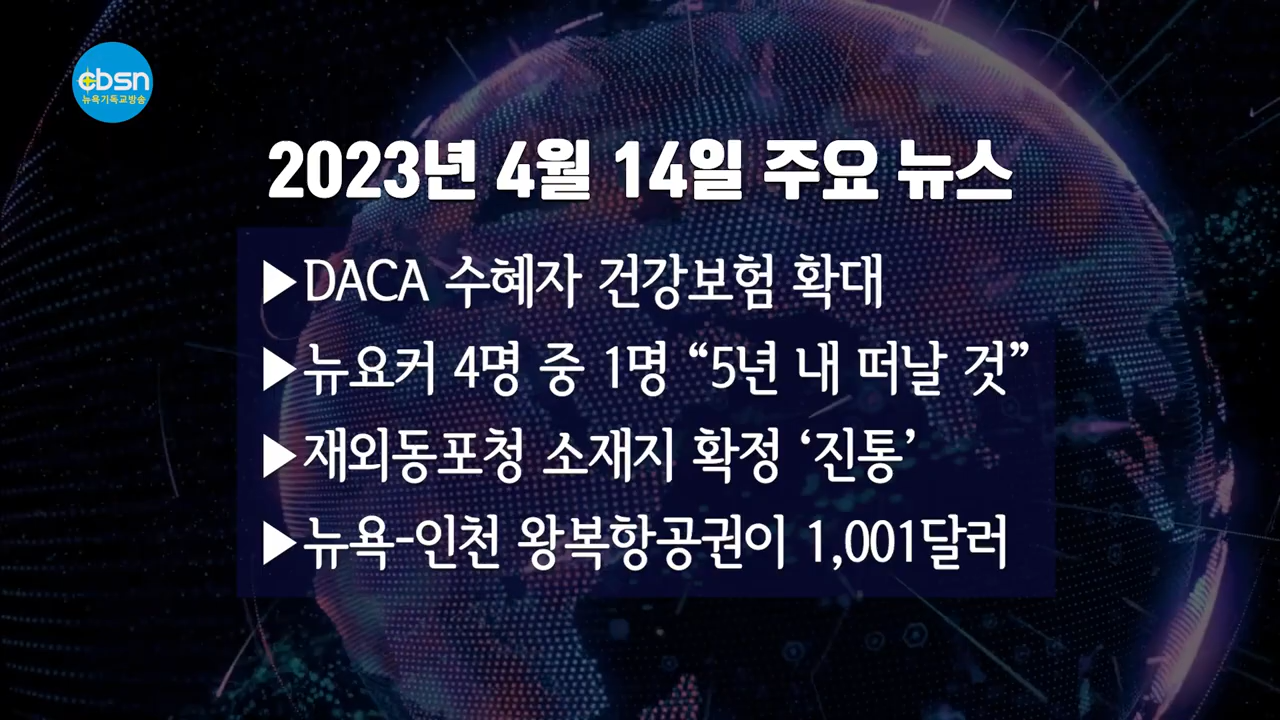 cbsn
뉴욕기독교방송
2023년 4월 14일 주요 뉴스
▶DACA 수혜자 건강보험 확대
▶뉴요커 4명 중 1명 “5년 내 떠날 것”
▶재외동포청 소재지 확정 ‘진통’
▶뉴욕-인천 왕복항공권이 1,001달러